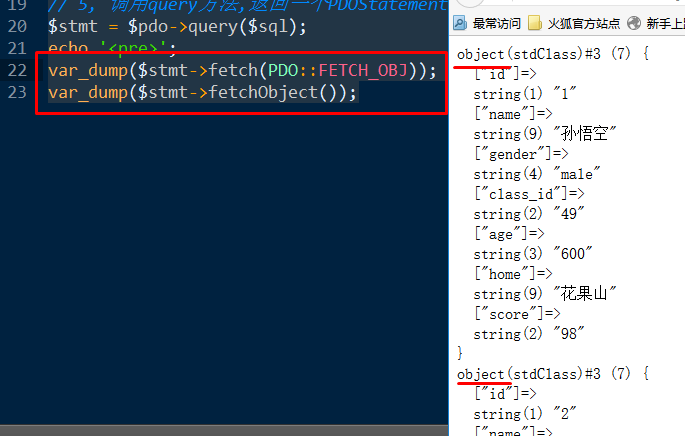 19 // 5, 调用query方法,返回一个PDOStatement
20 $stmt = $pdo->query($sql);
21 echo '<pre>';
22 var_dump($stmt->fetch(PDO::FETCH_OBJ));
23 var_dump($stmt->fetchObject());
最常访问 火狐官方站点 新手上
object(stdClass)#3 (7) {
["id"]=>
string(1) "1"
["name"]=>
string(9) "孙悟空"
["gender"]=>
string(4) "male"
["class_id"]=>
string(2) "49"
["age"]=>
string(3) "600"
["home"]=>
string(9) "花果山"
["score"]=>
string(2) "98"
}
object(stdClass)#3 (7) {
["id"]=>
string(1) "2"
["name"]=>